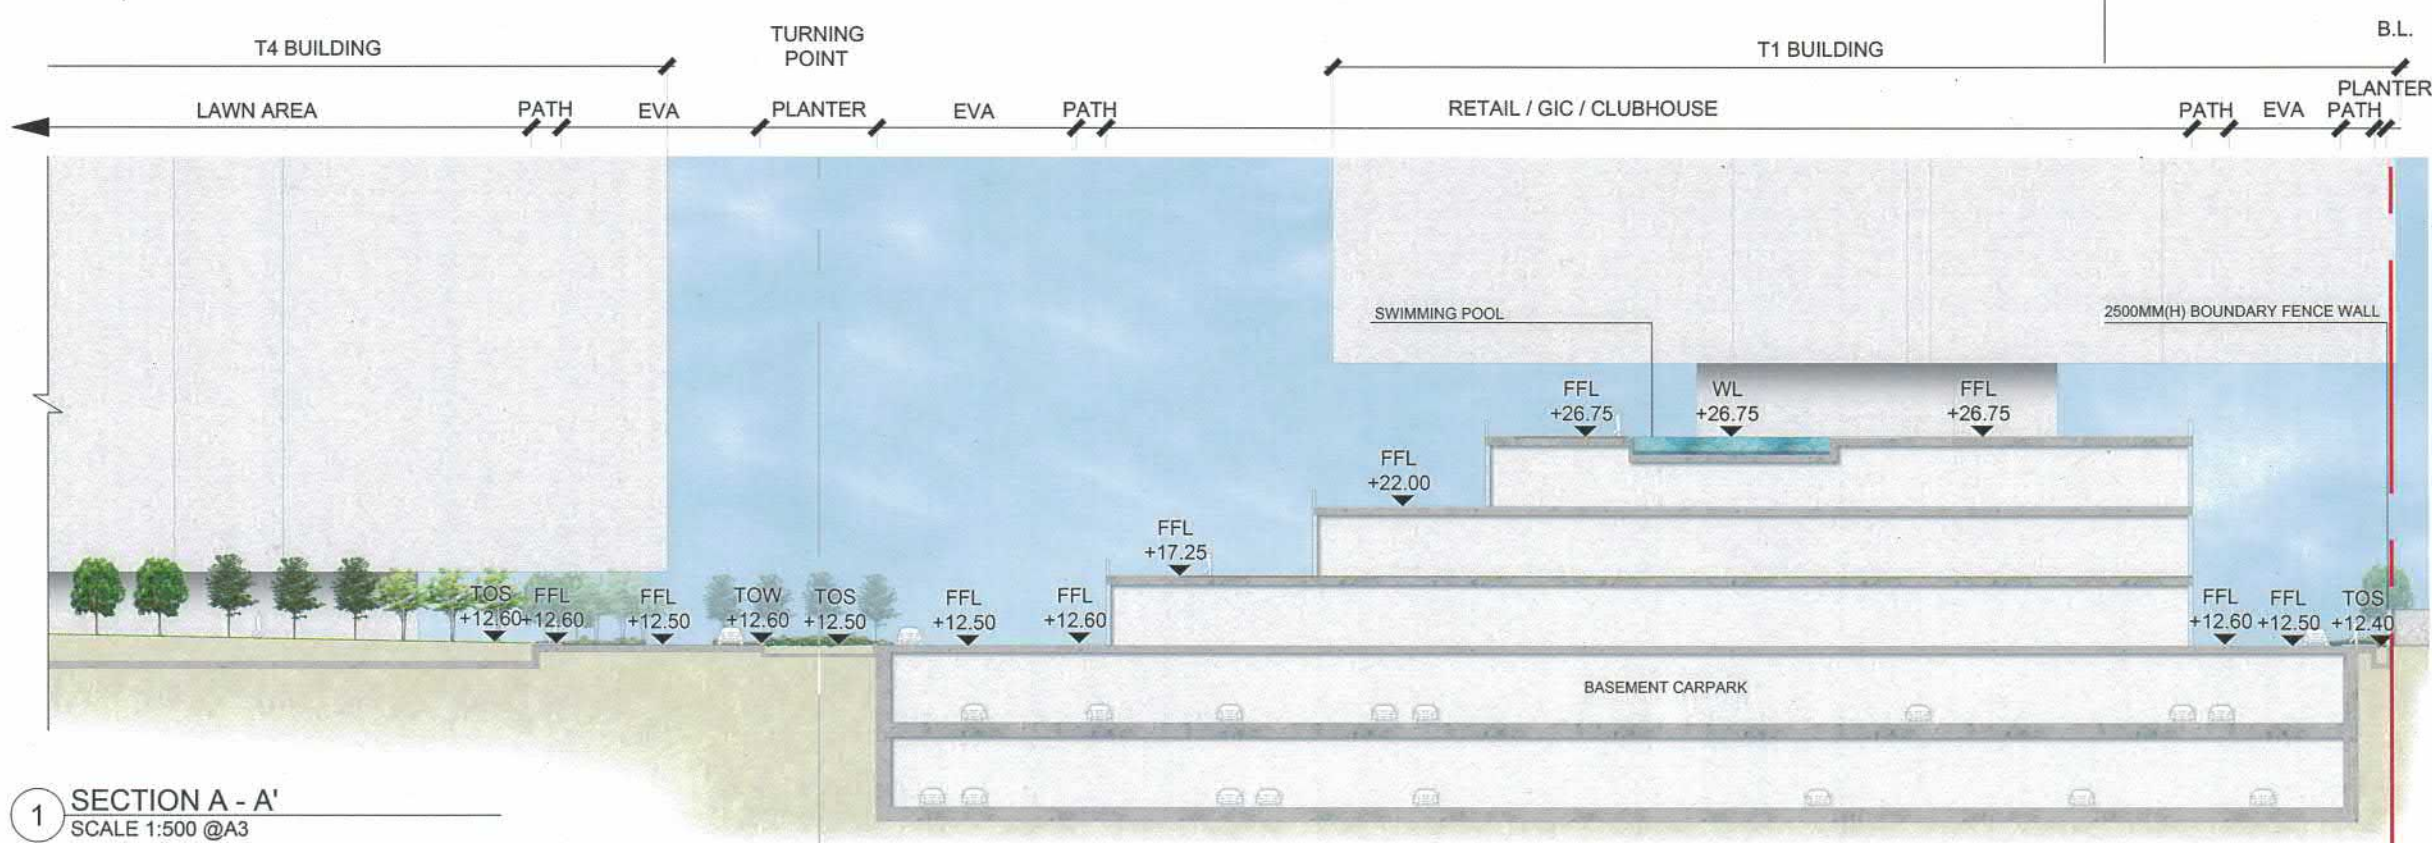 B.L.
T4 BUILDING
TURNING
POINT
T1 BUILDING
PLANTER
LAWN AREA
PATH
EVA
PLANTER
EVA
PATH
RETAIL / GIC / CLUBHOUSE
PATH
EVA
PATH
SWIMMING POOL
2500MM(H) BOUNDARY FENCE WALL
FFL
+26.75
WL
+26.75
FFL
+26.75
FFL
+22.00
FFL
+17.25
TOS
+12.60
FFL
+12.60
FFL
+12.50
TOW
+12.60
TOS
+12.50
FFL
+12.50
FFL
+12.60
FFL
+12.60
FFL
+12.50
TOS
+12.40
BASEMENT CARPARK
1
SECTION A - A'
SCALE 1:500 @A3